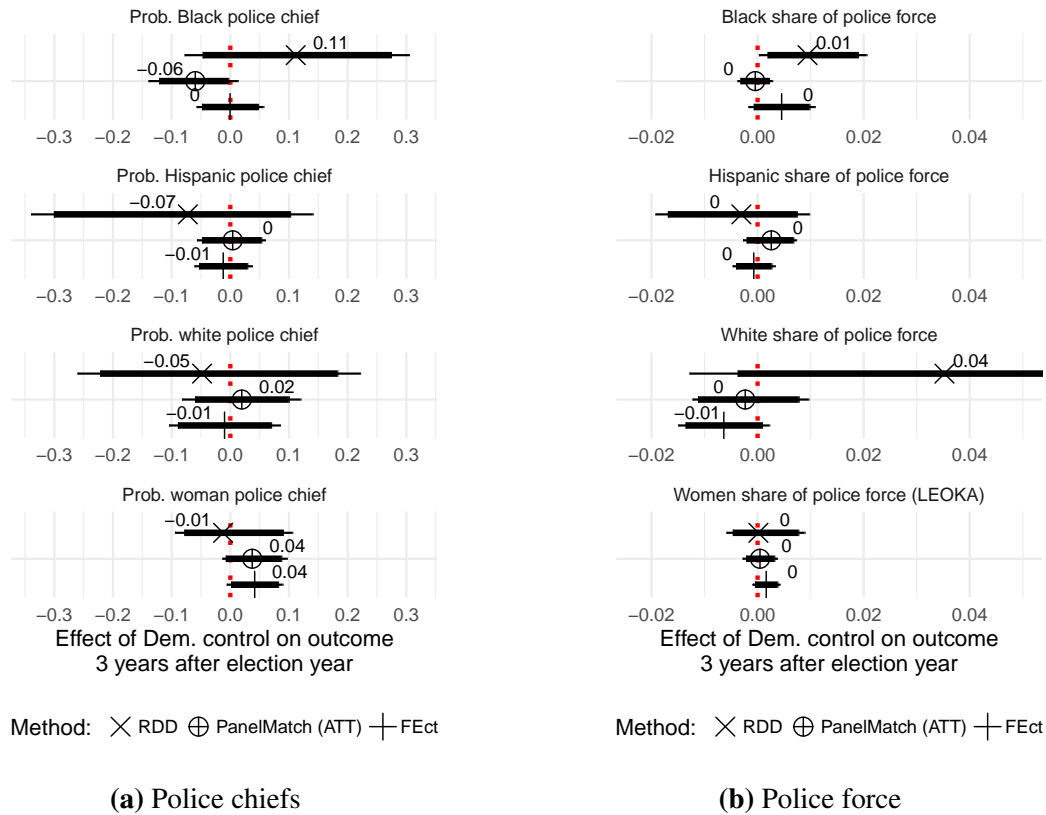 Prob. Black police chief
0.11
−0.06
0
−0.3 −0.2 −0.1 0.0 0.1 0.2 0.3
Prob. Hispanic police chief
−0.07
0
−0.01
−0.3 −0.2 −0.1 0.0 0.1 0.2 0.3
Prob. white police chief
−0.05
0.02
−0.01
−0.3 −0.2 −0.1 0.0 0.1 0.2 0.3
Prob. woman police chief
−0.01
0.04
0.04
−0.3 −0.2 −0.1 0.0 0.1 0.2 0.3
Effect of Dem. control on outcome
3 years after election year
Method: RDD PanelMatch (ATT) FEct
(a) Police chiefs
Black share of police force
0.01
0
0
−0.02 0.00 0.02 0.04
Hispanic share of police force
0
0
0
−0.02 0.00 0.02 0.04
White share of police force
0.04
0
−0.01
−0.02 0.00 0.02 0.04
Women share of police force (LEOKA)
0
0
0
−0.02 0.00 0.02 0.04
Effect of Dem. control on outcome
3 years after election year
Method: RDD PanelMatch (ATT) FEct
(b) Police force